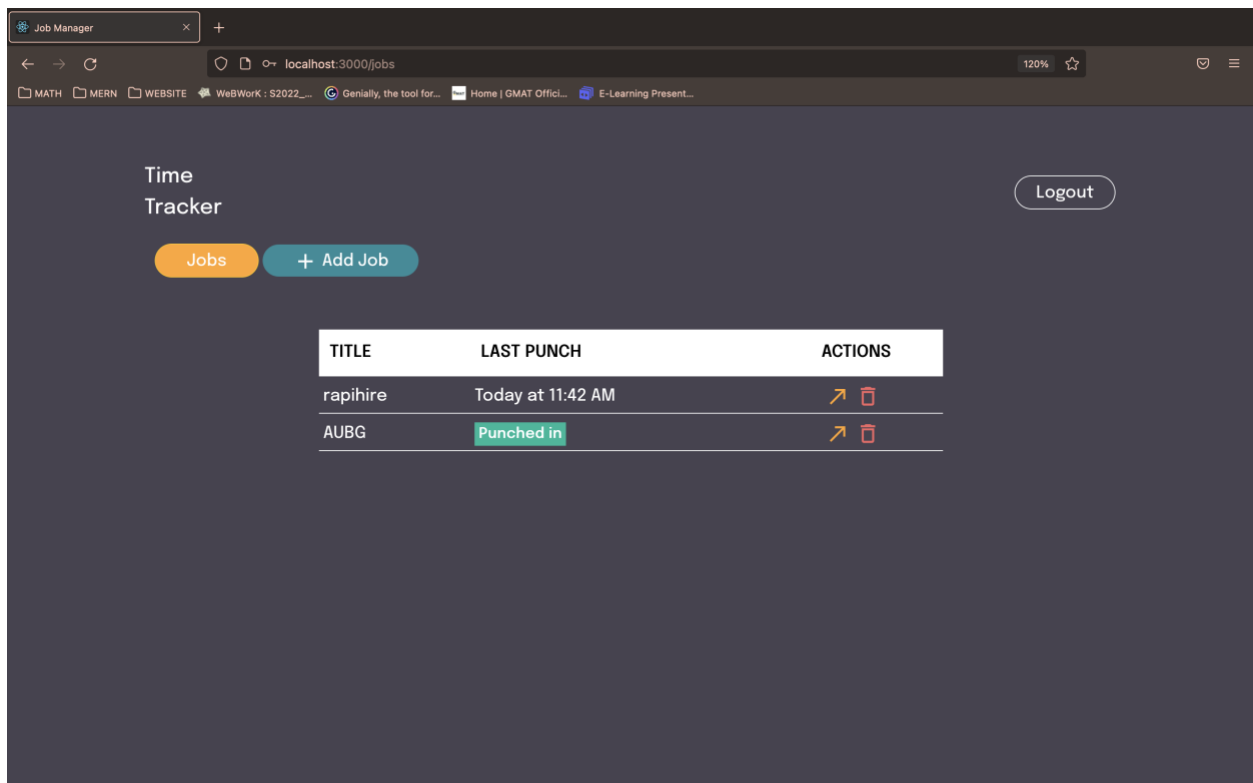 Job Manager
localhost:3000/jobs
120%
MATH MERN WEBSITE WeBWorK : S2022_... Genially, the tool for... Home | GMAT Offici... E-Learning Present...
Time
Tracker
Logout
Jobs
+ Add Job
TITLE LAST PUNCH ACTIONS
rapihire Today at 11:42 AM
AUBG Punched in